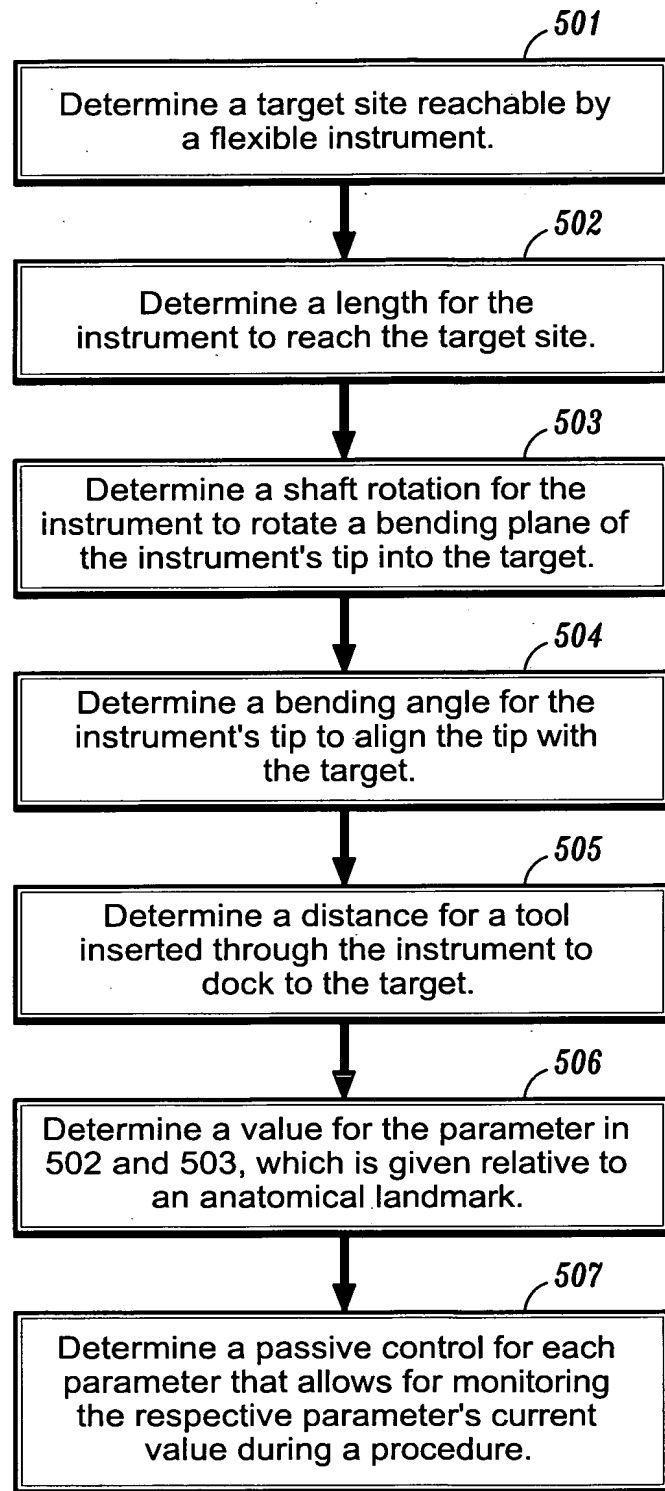 501
Determine a target site reachable by
a flexible instrument.
502
Determine a length for the
instrument to reach the target site.
503
Determine a shaft rotation for the
instrument to rotate a bending plane of
the instrument's tip into the target.
504
Determine a bending angle for the
instrument's tip to align the tip with
the target.
505
Determine a distance for a tool
inserted through the instrument to
dock to the target.
506
Determine a value for the parameter in
502 and 503, which is given relative to
an anatomical landmark.
507
Determine a passive control for each
parameter that allows for monitoring
the respective parameter's current
value during a procedure.